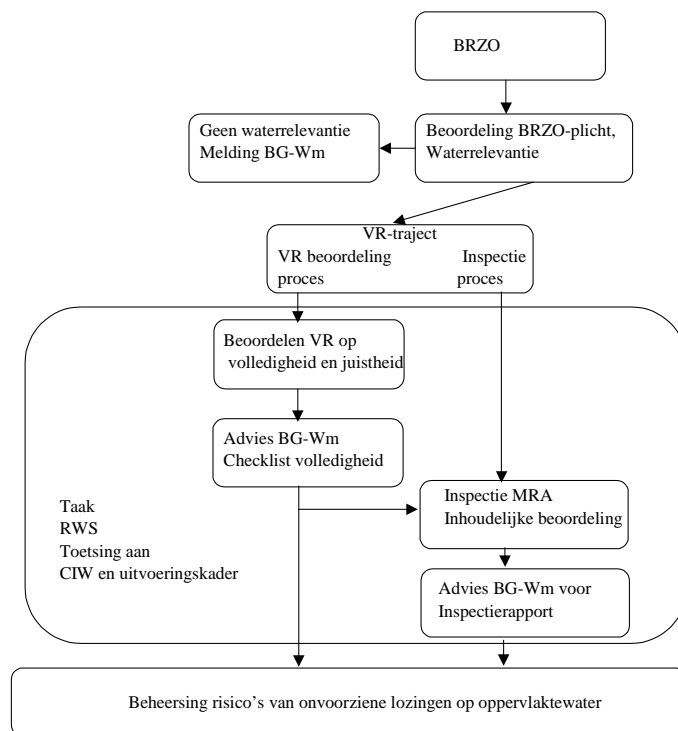 BRZO
Geen waterrelevantie
Melding BG-Wm
Beoordeling BRZO-plicht,
Waterrelevantie
VR-traject
VR beoordeling
proces
Inspectie
proces
Beoordelen VR op
volledigheid en juistheid
Advies BG-Wm
Checklist volledigheid
Taak
RWS
Toetsing aan
CIW en uitvoeringskader
Inspectie MRA
Inhoudelijke beoordeling
Advies BG-Wm voor
Inspectierapport
Beheersing risico's van onvoorziene lozingen op oppervlaktewater